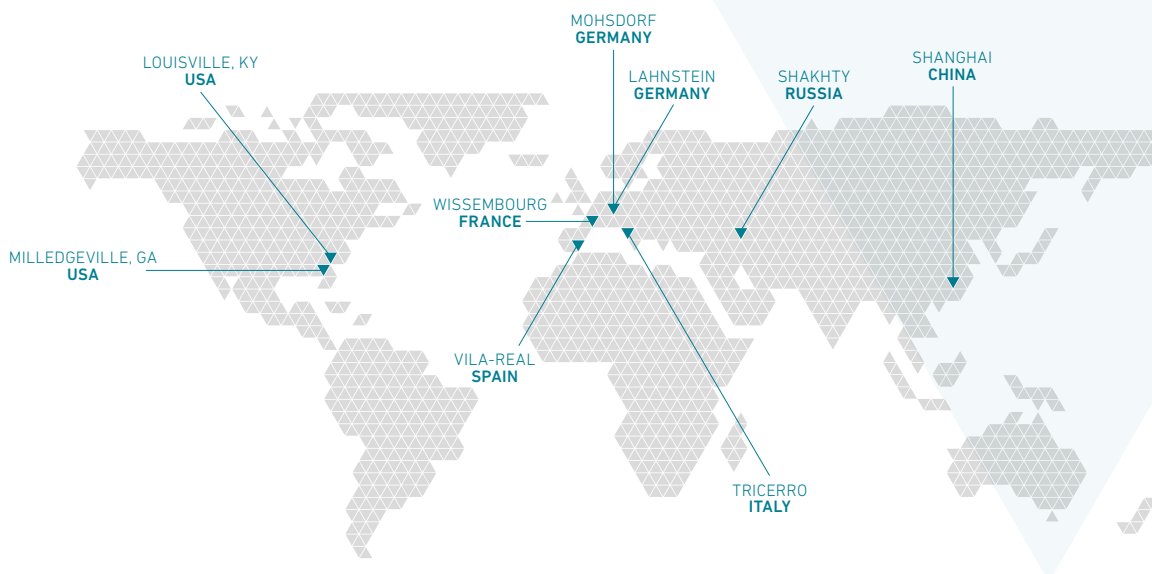 MOHSDORF
GERMANY
LOUISVILLE, KY
USA
LAHNSTEIN
GERMANY
SHAKHTY
RUSSIA
SHANGHAI
CHINA
WISSEMBOURG
FRANCE
MILLEDGEVILLE, GA
USA
VILA-REAL
SPAIN
TRICERRO
ITALY